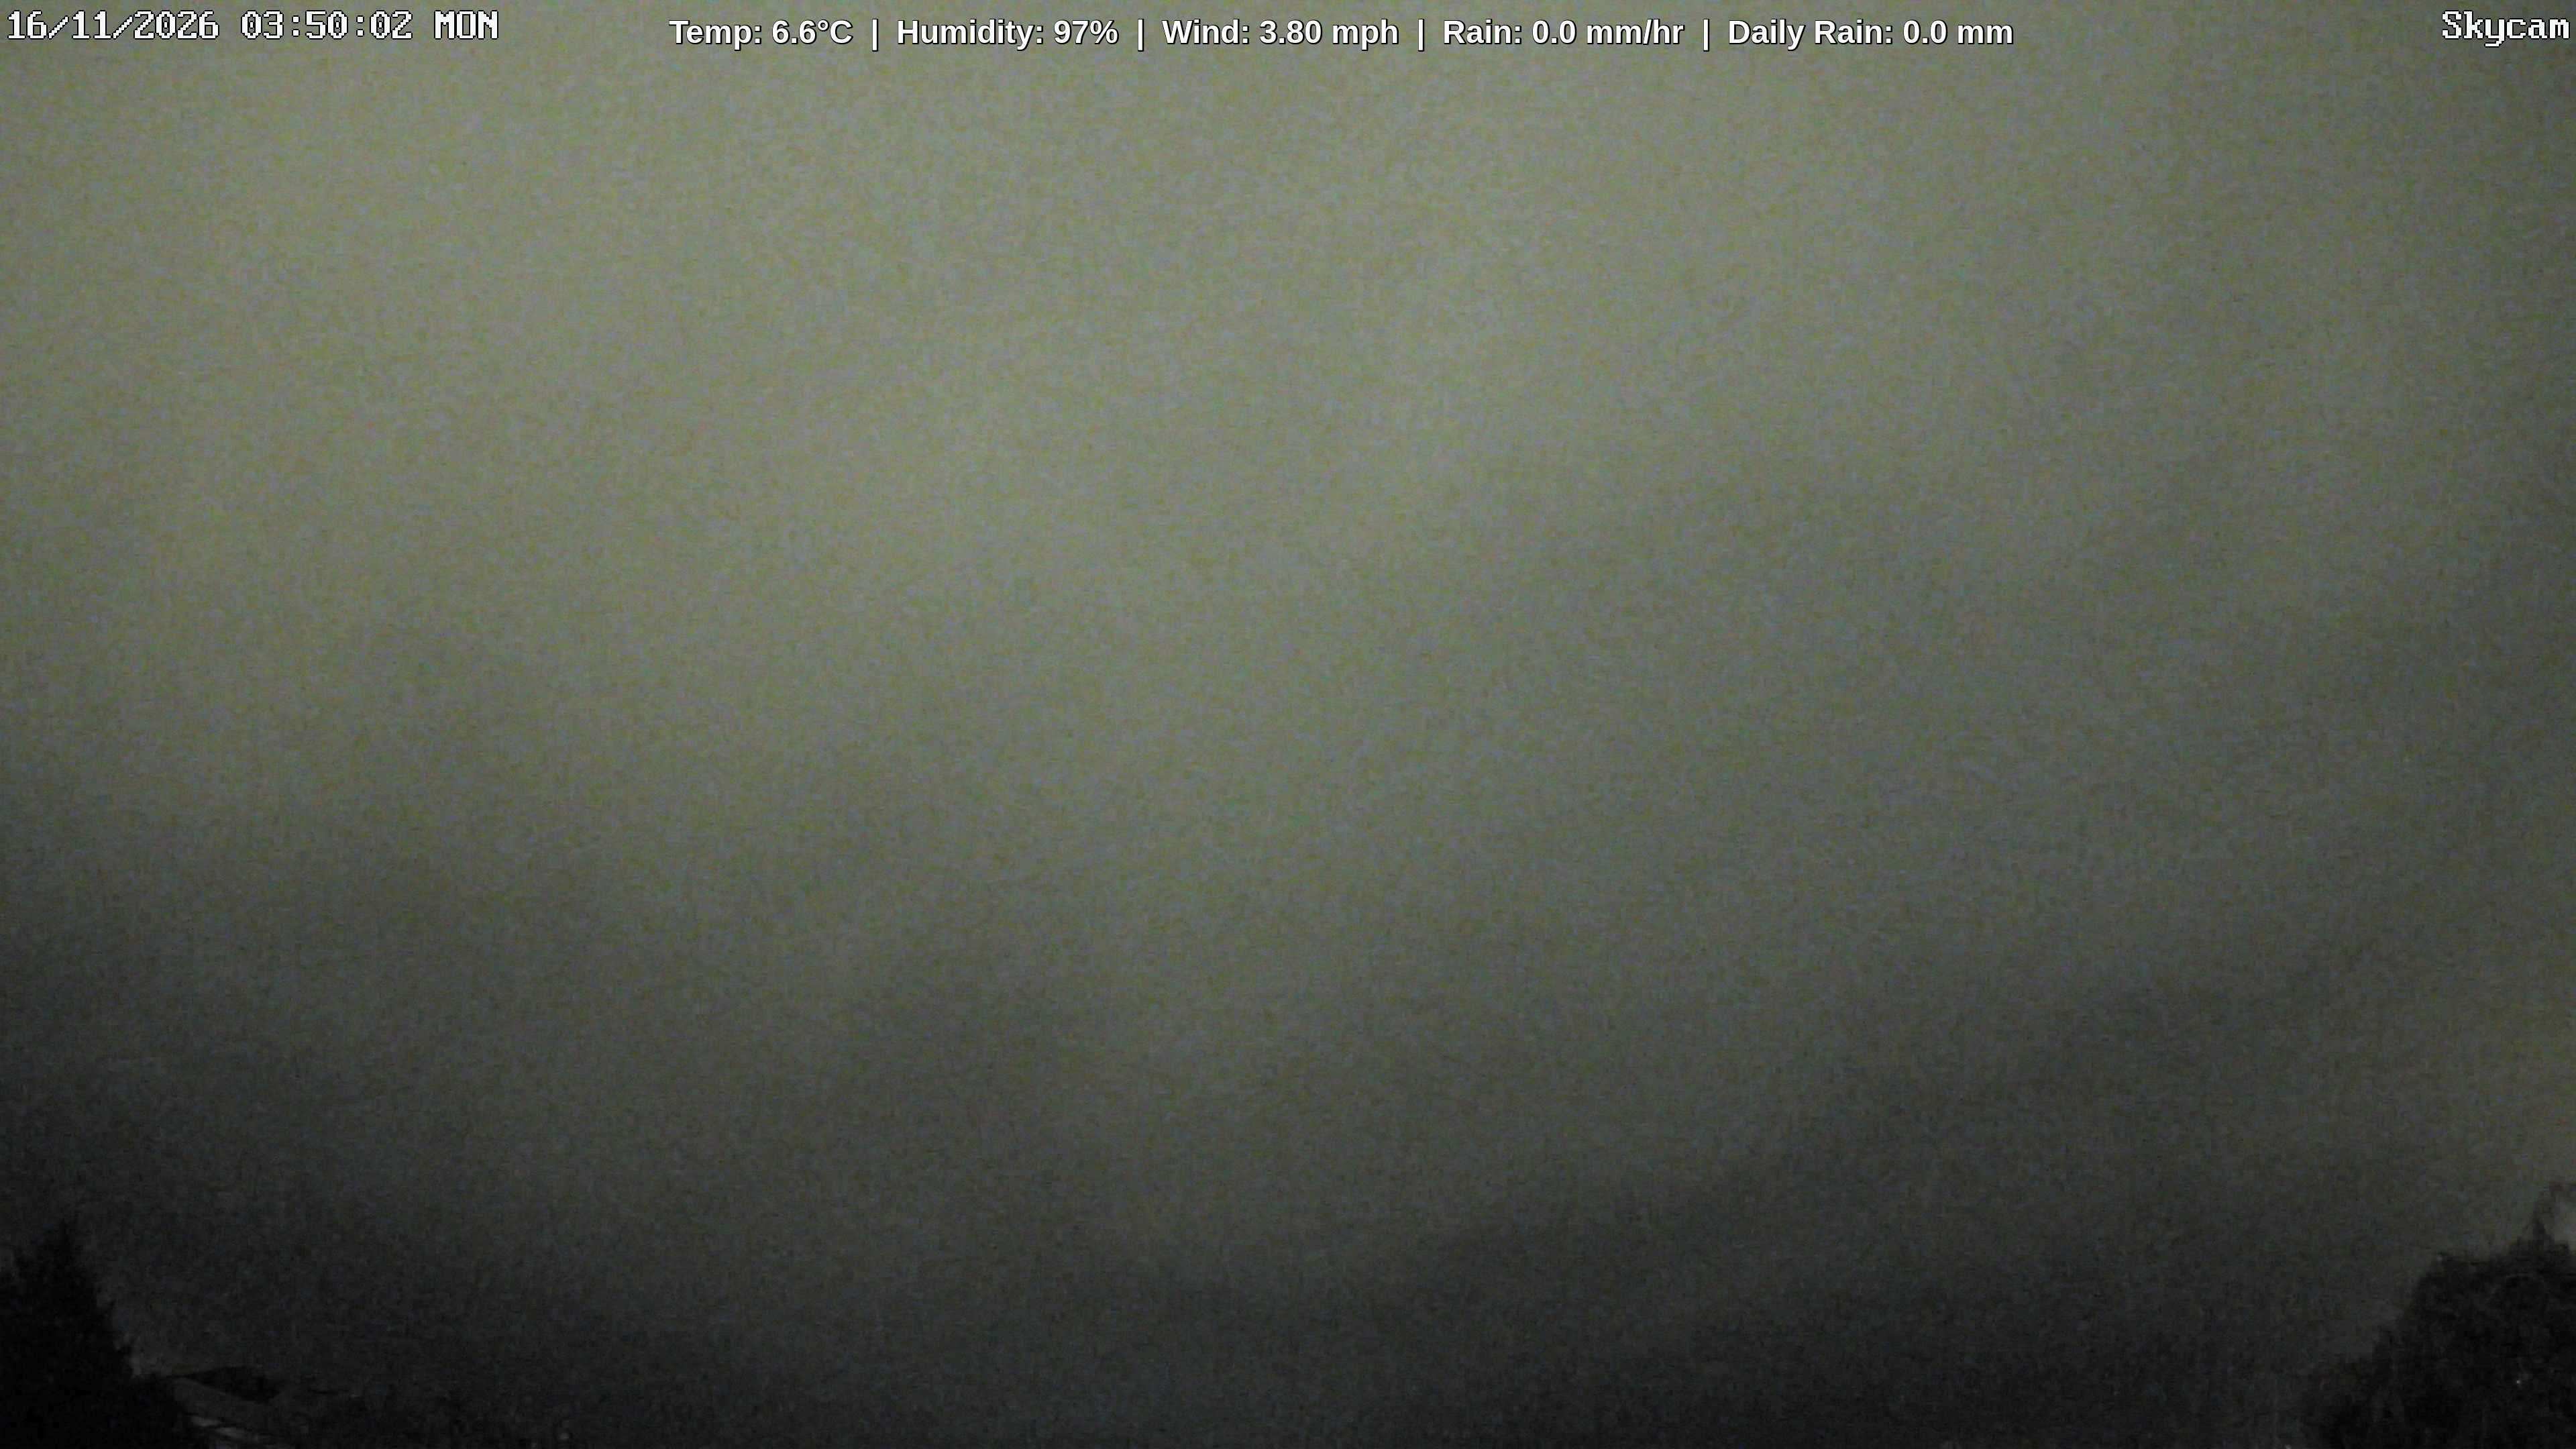 16/11/2026 03:50:02 MON
Temp: 6.6°C | Humidity: 97% | Wind: 3.80 mph | Rain: 0.0 mm/hr | Daily Rain: 0.0 mm
Skycam